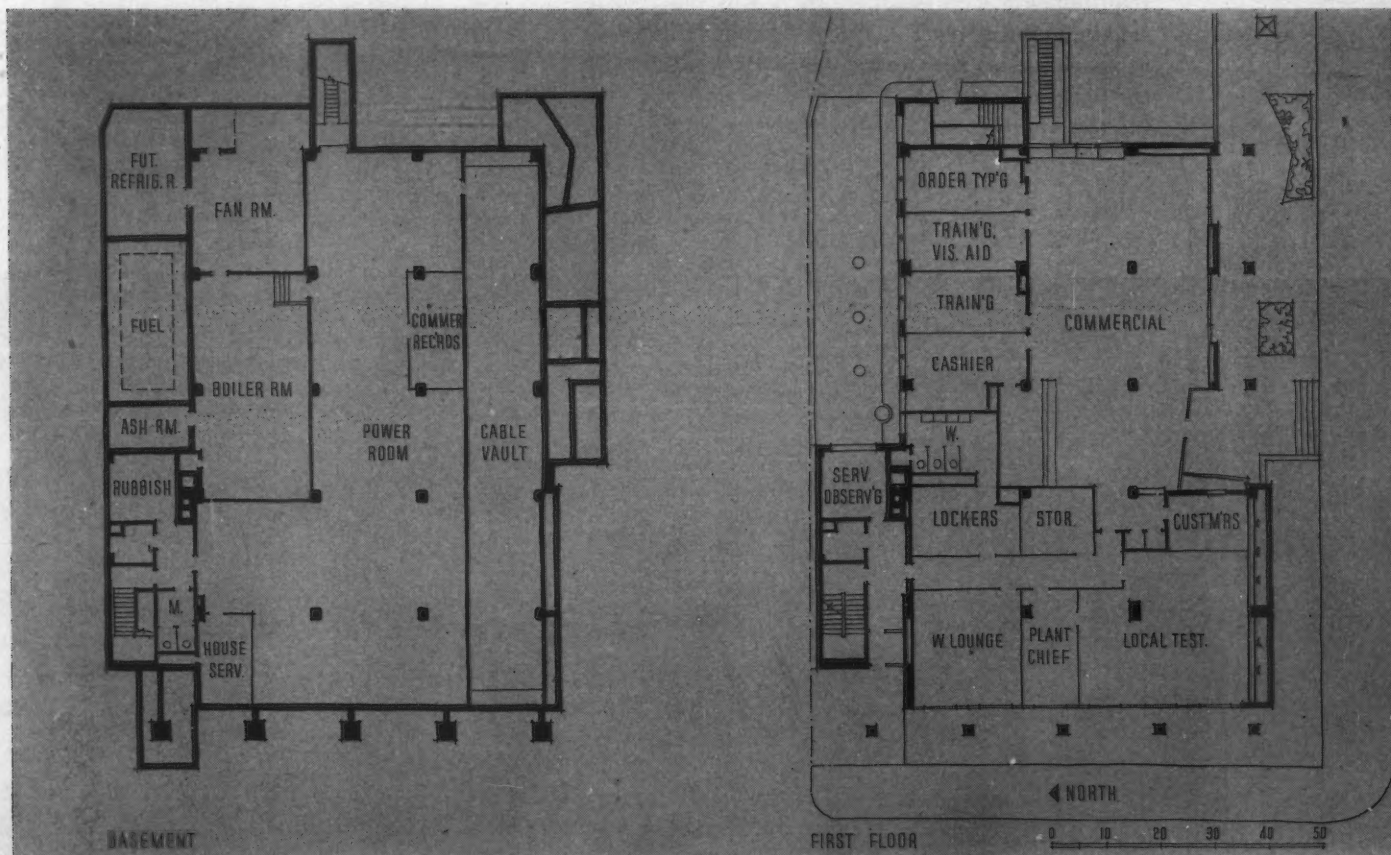 FUT.
REFRIG. R.
FAN RM.
FUEL
COMMER
RECRDS
BOILER RM
ASH RM.
POWER
ROOM
CABLE
VAULT
RUBBISH
M.
HOUSE
SERV.
BASEMENT
ORDER TYP'G
TRAIN'G,
VIS. AID
TRAIN'G
COMMERCIAL
CASHIER
W.
SERV.
OBSERV'G
LOCKERS
STOR.
CUST'M'RS
W. LOUNGE
PLANT
CHIEF
LOCAL TEST.
NORTH
FIRST FLOOR
0 10 20 30 40 50